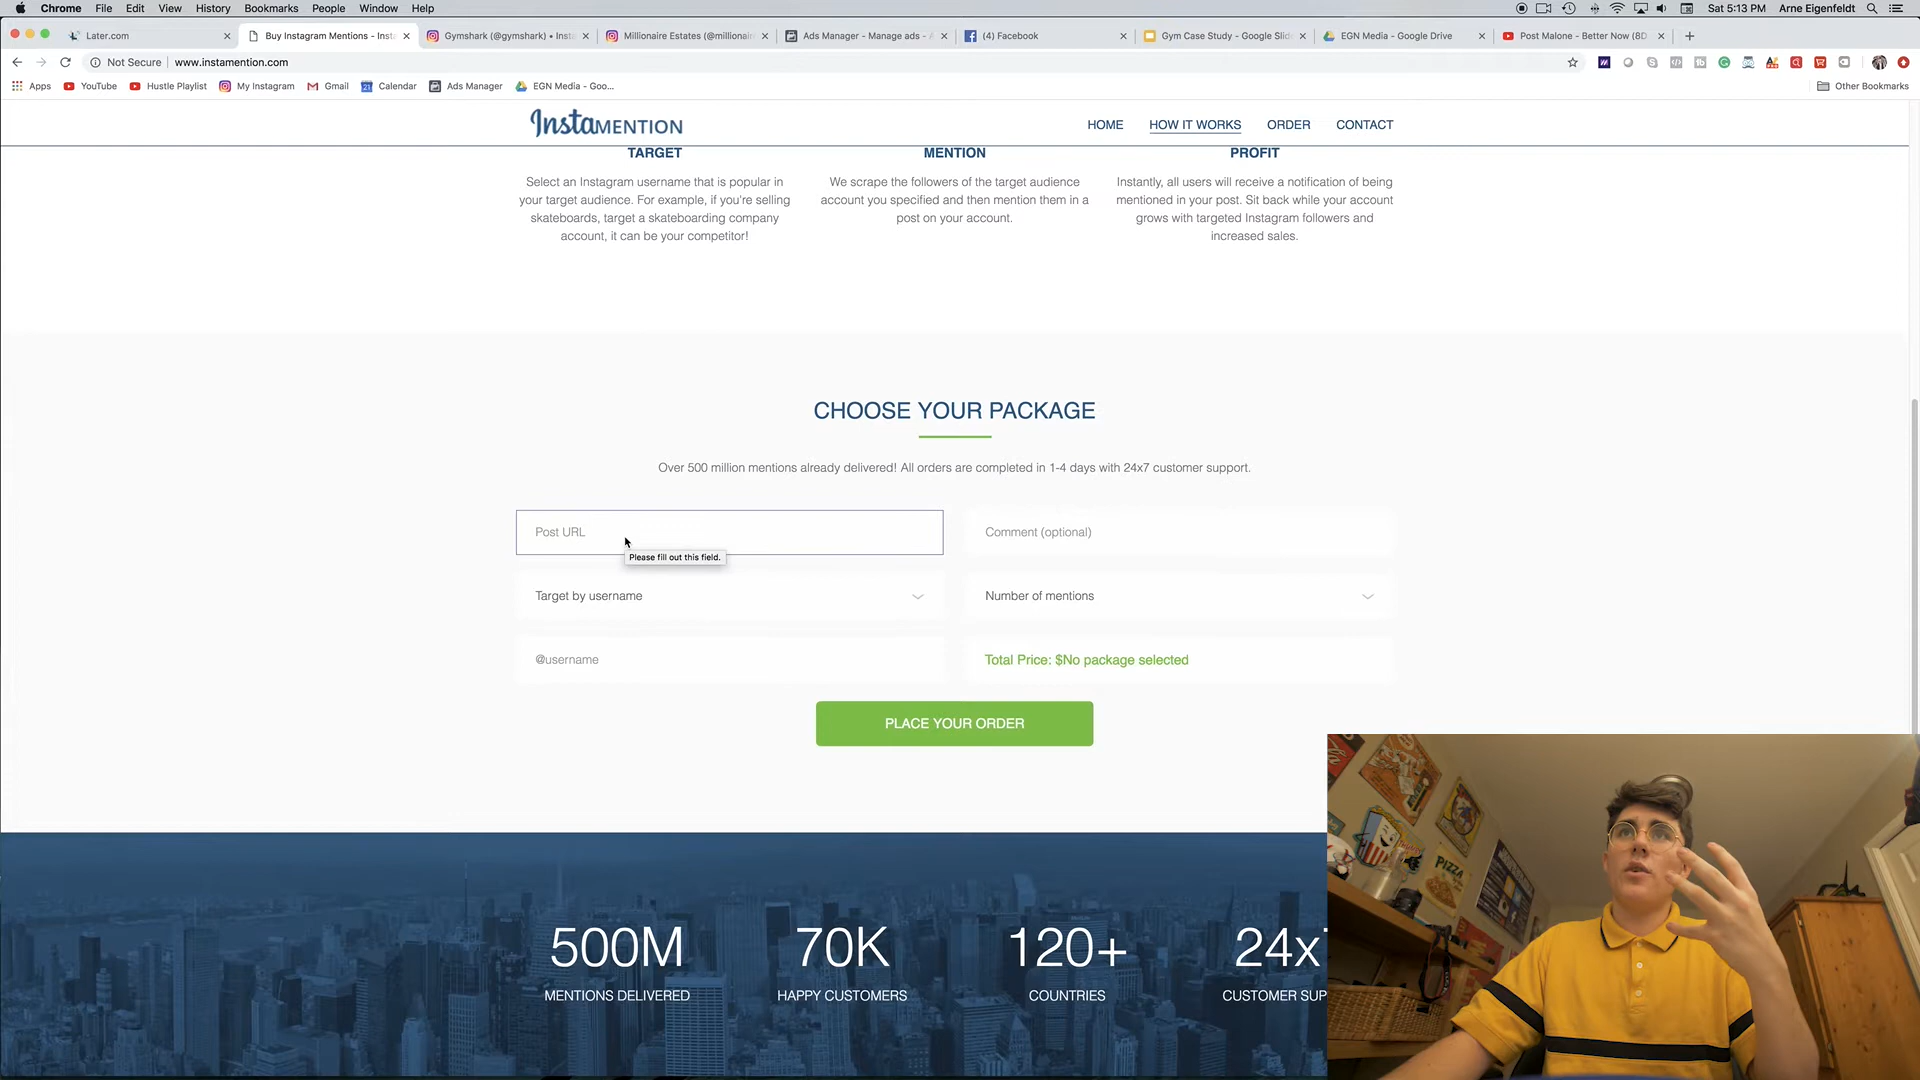 Chrome File Edit View History Bookmarks People Window Help
Sat 5:13 PM Arne Eigenfeldt
Later.com
Buy Instagram Mentions - Inst
Gymshark (@gymshark) • Insta
Millionaire Estates (@millionai
Ads Manager - Manage ads - A
(4) Facebook
Gym Case Study - Google Slid
EGN Media - Google Drive
Post Malone - Better Now (8D
Not Secure www.instamention.com
Apps YouTube Hustle Playlist My Instagram Gmail Calendar Ads Manager EGN Media - Goo... Other Bookmarks
InstaMENTION
HOME HOW IT WORKS ORDER CONTACT
TARGET
Select an Instagram username that is popular in
your target audience. For example, if you're selling
skateboards, target a skateboarding company
account, it can be your competitor!
MENTION
We scrape the followers of the target audience
account you specified and then mention them in a
post on your account.
PROFIT
Instantly, all users will receive a notification of being
mentioned in your post. Sit back while your account
grows with targeted Instagram followers and
increased sales.
CHOOSE YOUR PACKAGE
Over 500 million mentions already delivered! All orders are completed in 1-4 days with 24x7 customer support.
Post URL
Comment (optional)
Please fill out this field.
Target by username
Number of mentions
@username
Total Price: $No package selected
PLACE YOUR ORDER
500M
MENTIONS DELIVERED
70K
HAPPY CUSTOMERS
120+
COUNTRIES
24x7
CUSTOMER SUP
PIZZA